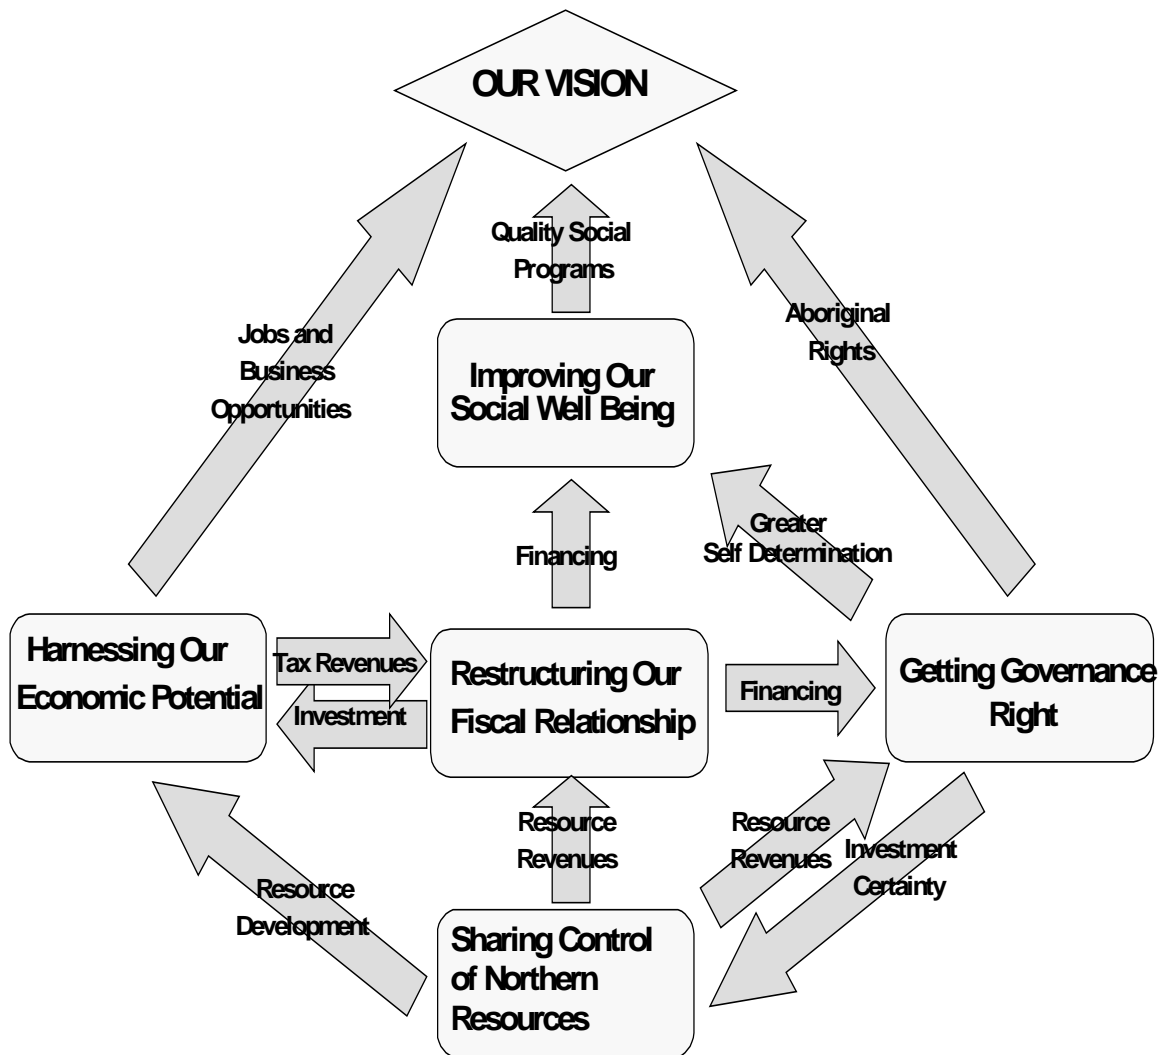 OUR VISION
Quality Social
Programs
Jobs and
Business
Opportunities
Aboriginal
Rights
Improving Our
Social Well Being
Financing
Greater
Self Determination
Harnessing Our
Economic Potential
Tax Revenues
Investment
Restructuring Our
Fiscal Relationship
Financing
Getting Governance
Right
Resource
Development
Resource
Revenues
Resource
Revenues
Investment
Certainty
Sharing Control
of Northern
Resources